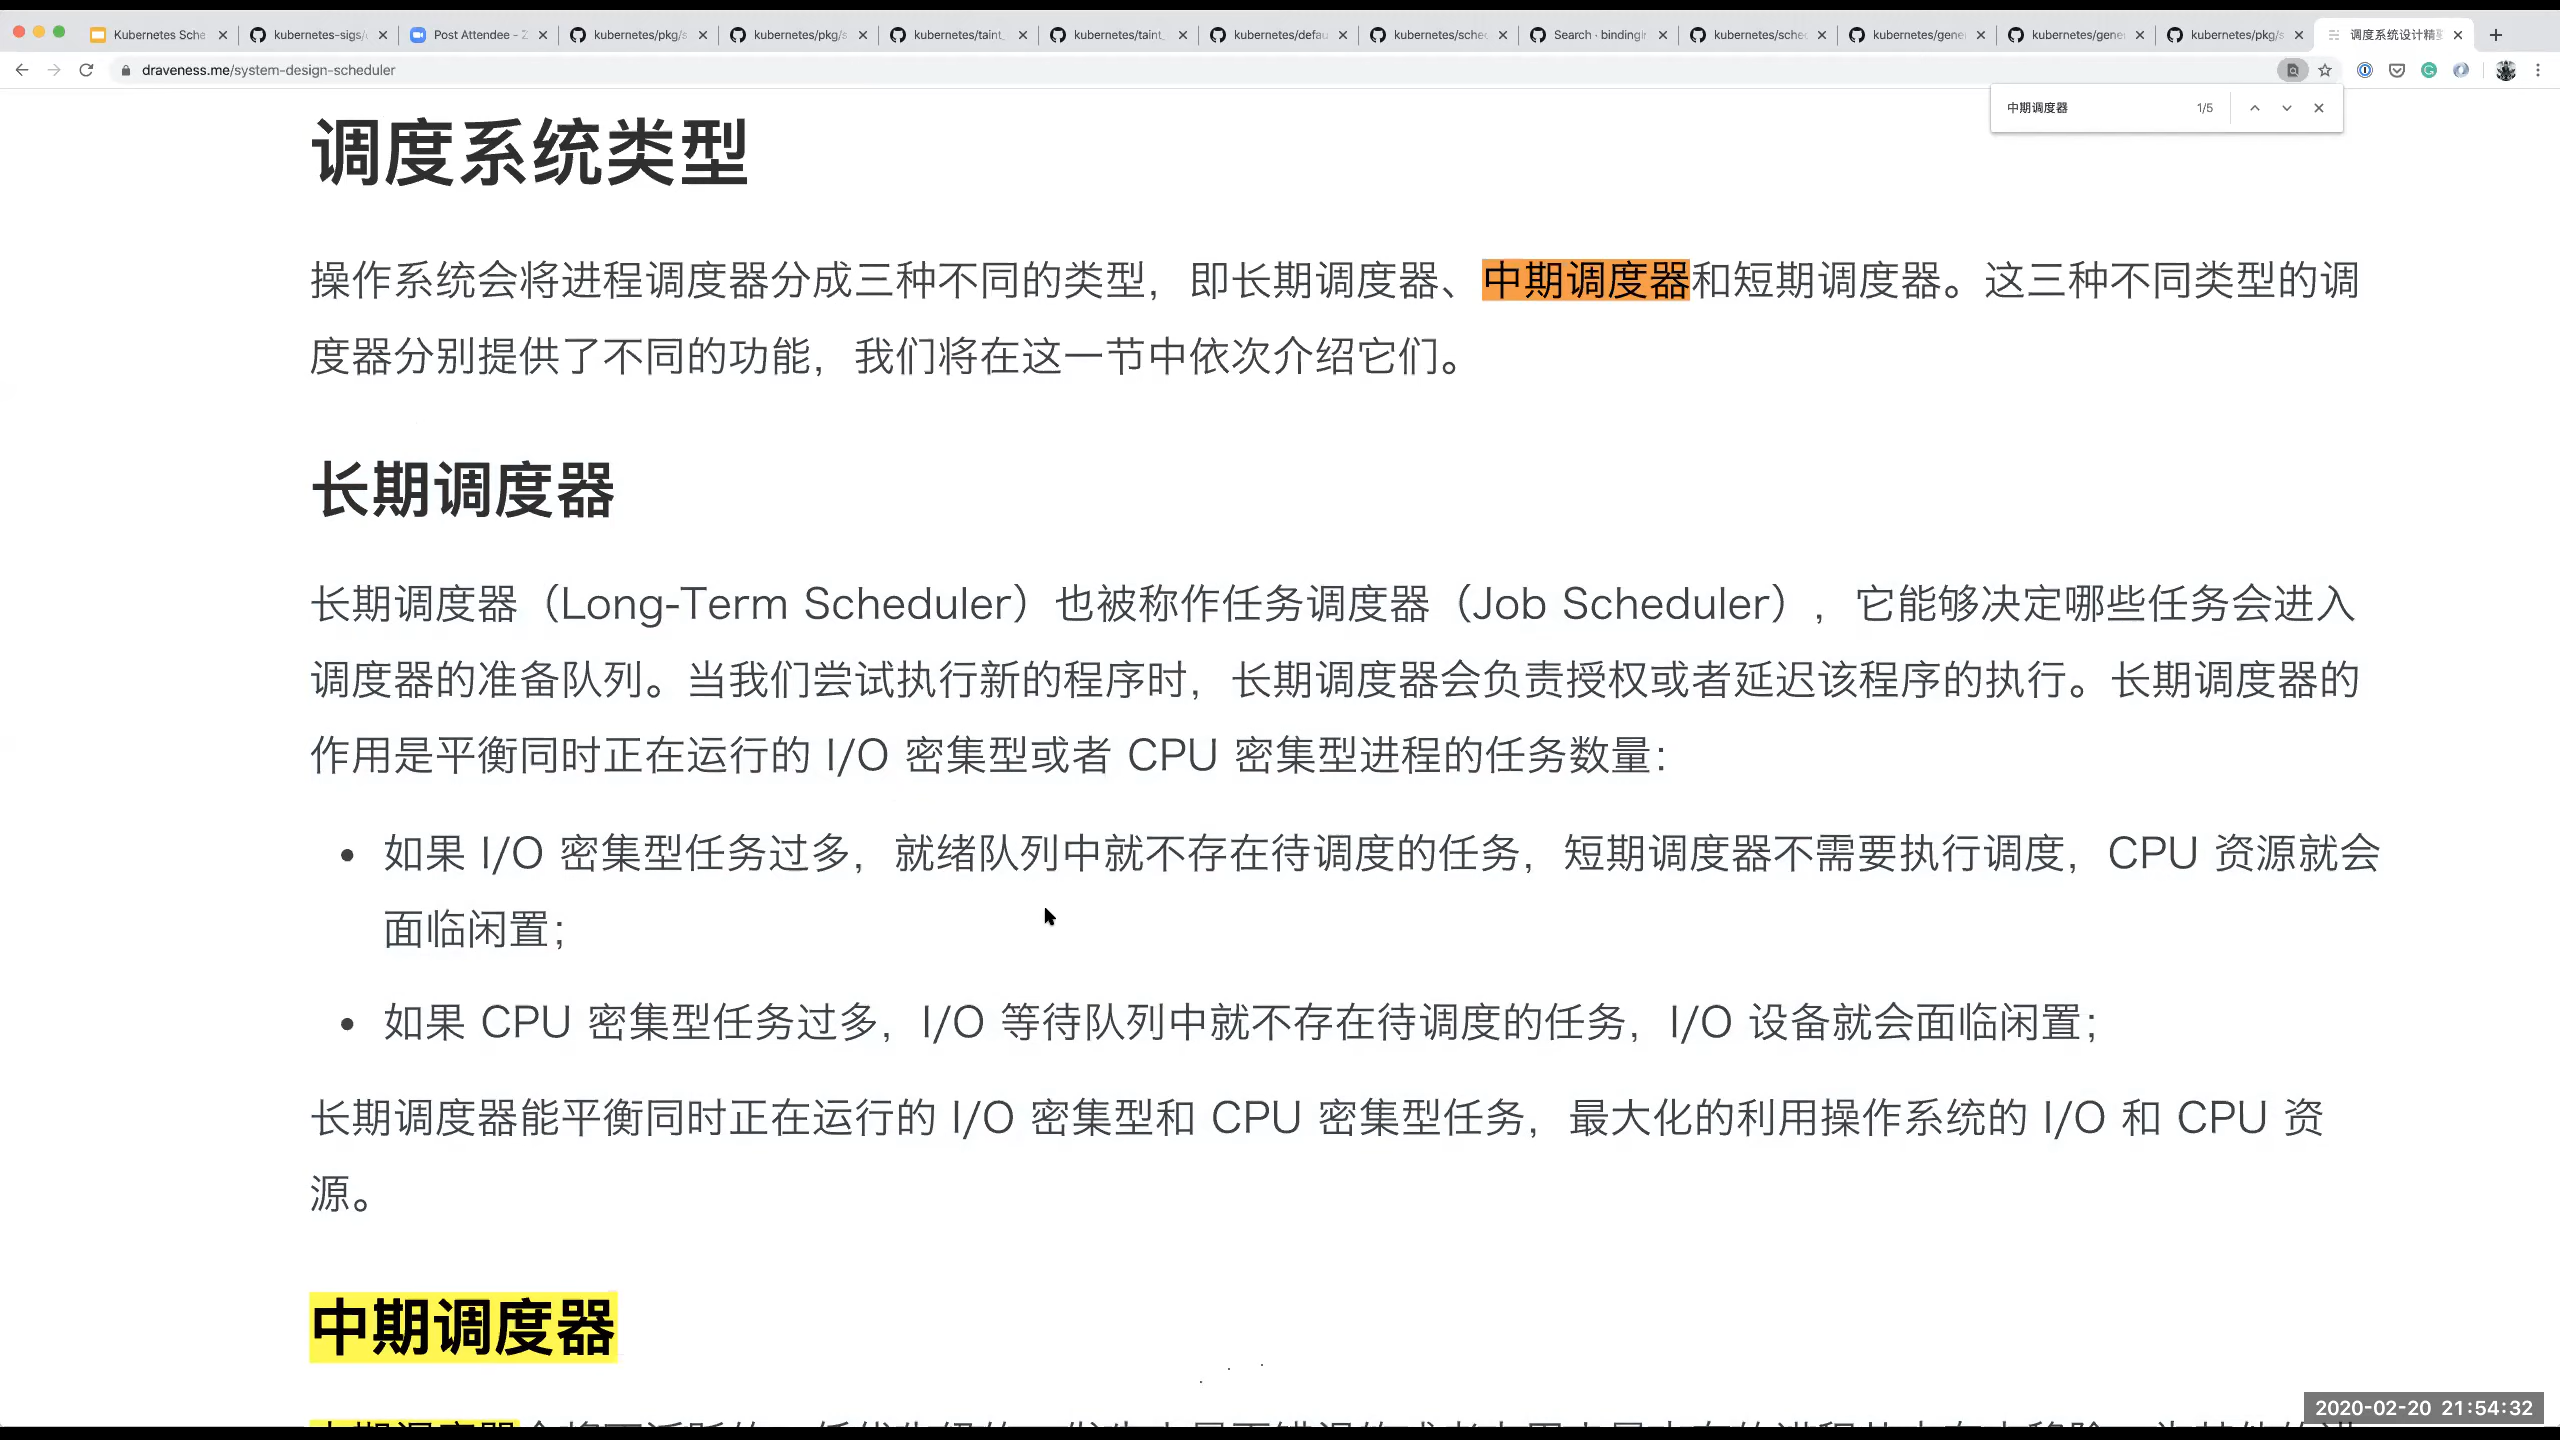 Kubernetes Sche
kubernetes-sigs/
Post Attendee - Z
kubernetes/pkg/s
kubernetes/pkg/s
kubernetes/taint_
kubernetes/taint_
kubernetes/defau
kubernetes/sched
Search · bindingIr
kubernetes/sched
kubernetes/gene
kubernetes/gene
kubernetes/pkg/s
调度系统设计精
draveness.me/system-design-scheduler
中期调度器 1/5
调度系统类型
操作系统会将进程调度器分成三种不同的类型，即长期调度器、中期调度器和短期调度器。这三种不同类型的调
度器分别提供了不同的功能，我们将在这一节中依次介绍它们。
长期调度器
长期调度器（Long-Term Scheduler）也被称作任务调度器（Job Scheduler），它能够决定哪些任务会进入
调度器的准备队列。当我们尝试执行新的程序时，长期调度器会负责授权或者延迟该程序的执行。长期调度器的
作用是平衡同时正在运行的 I/O 密集型或者 CPU 密集型进程的任务数量：
• 如果 I/O 密集型任务过多，就绪队列中就不存在待调度的任务，短期调度器不需要执行调度，CPU 资源就会
面临闲置；
• 如果 CPU 密集型任务过多，I/O 等待队列中就不存在待调度的任务，I/O 设备就会面临闲置；
长期调度器能平衡同时正在运行的 I/O 密集型和 CPU 密集型任务，最大化的利用操作系统的 I/O 和 CPU 资
源。
中期调度器
2020-02-20 21:54:32